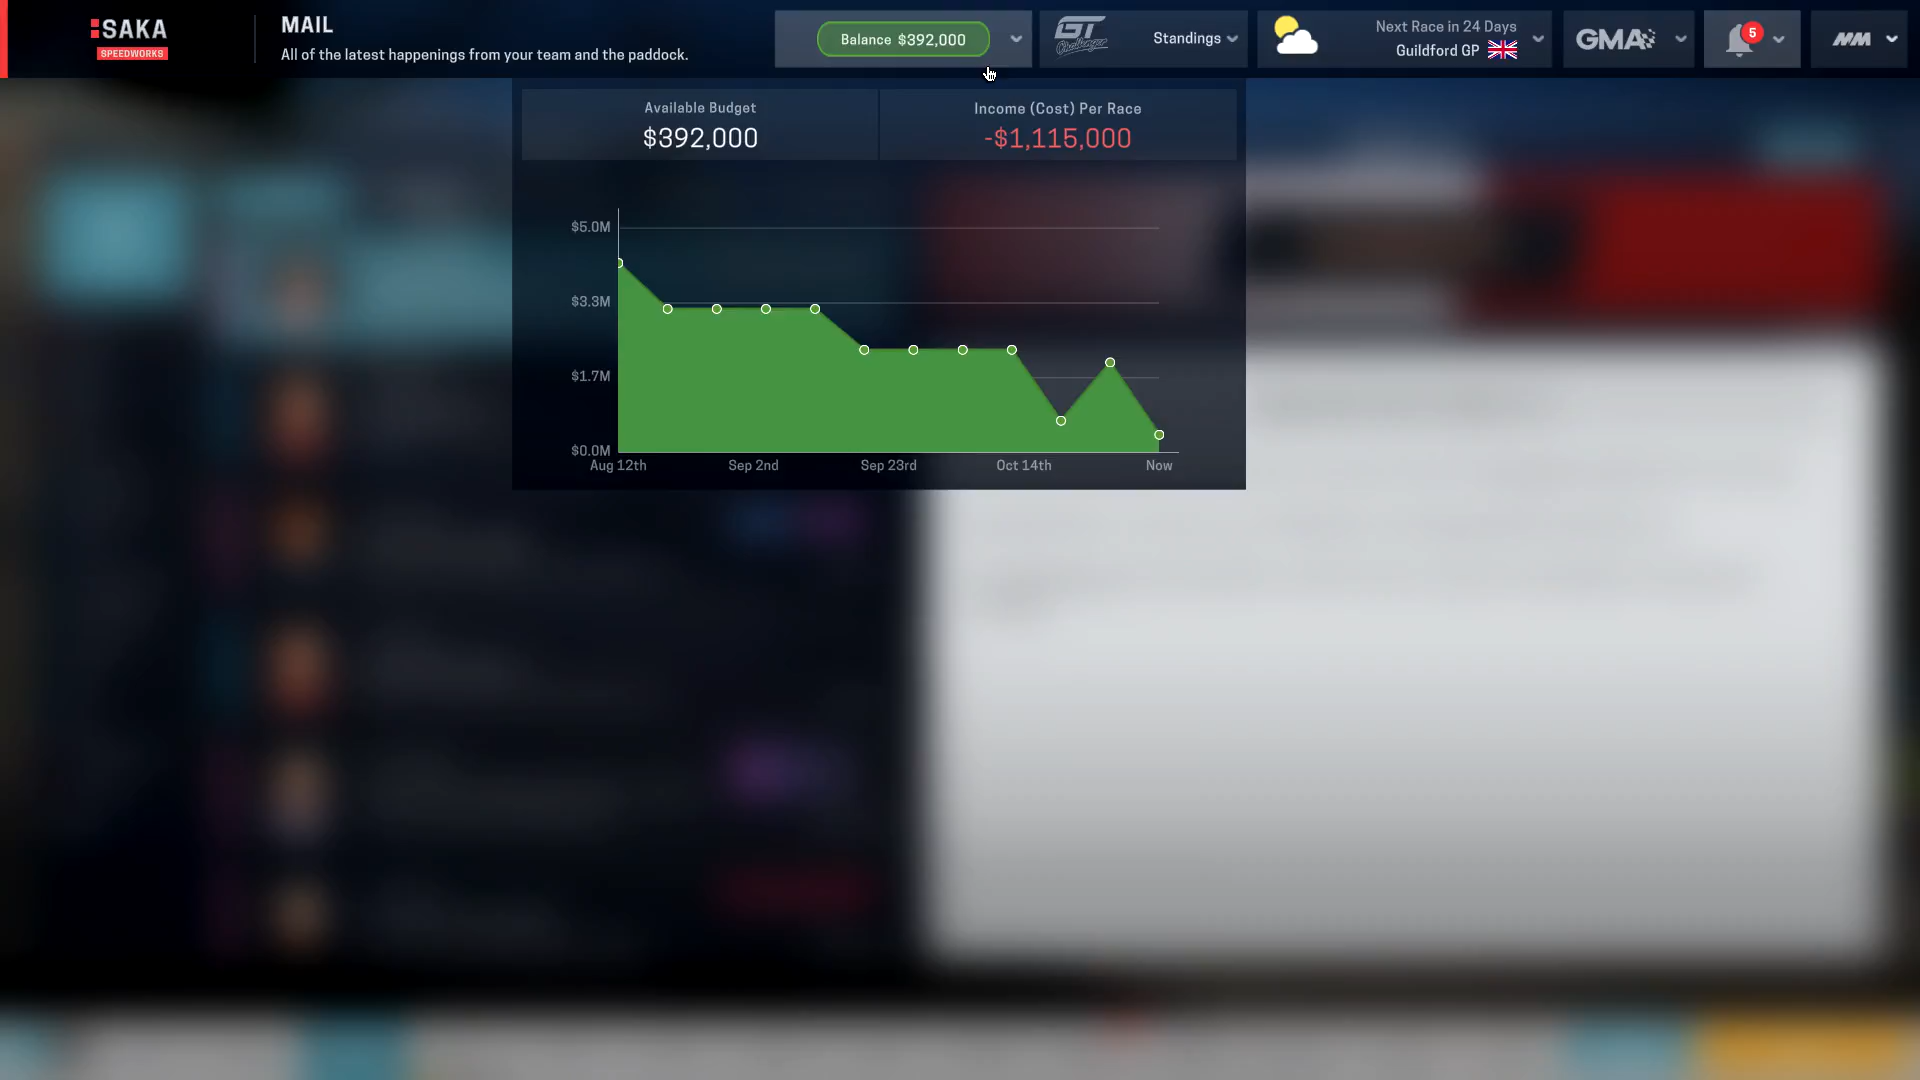 SAKA
SPEEDWORKS
MAIL
All of the latest happenings from your team and the paddock.
Balance $392,000
GT
Challenger
Standings
Next Race in 24 Days
Guildford GP
GMA
5
Available Budget
$392,000
Income (Cost) Per Race
-$1,115,000
$5.0M
$3.3M
$1.7M
$0.0M
Aug 12th
Sep 2nd
Sep 23rd
Oct 14th
Now